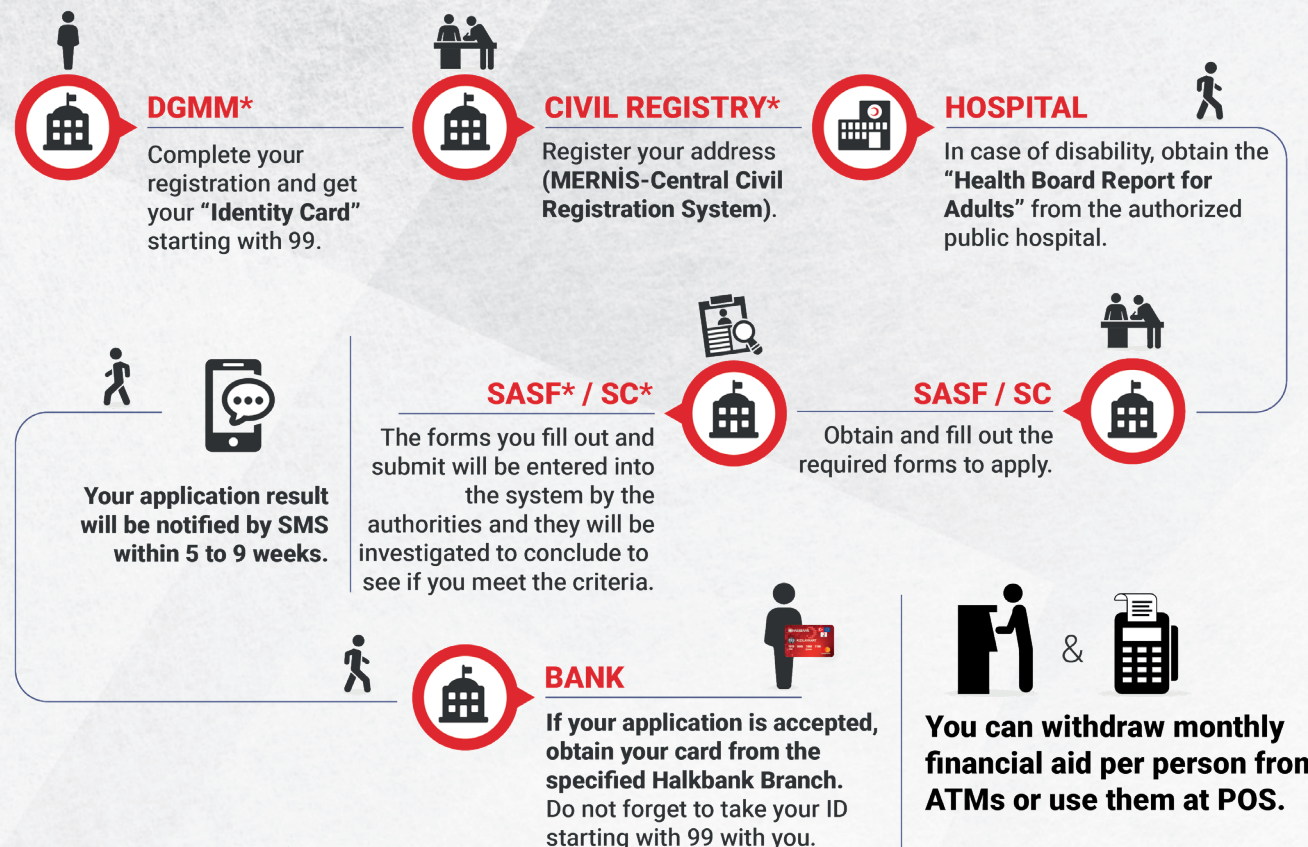 DGMM*
Complete your
registration and get
your “Identity Card”
starting with 99.
CIVIL REGISTRY*
Register your address
(MERNİS-Central Civil
Registration System).
HOSPITAL
In case of disability, obtain the
“Health Board Report for
Adults” from the authorized
public hospital.
SASF / SC
Obtain and fill out the
required forms to apply.
SASF* / SC*
The forms you fill out and
submit will be entered into
the system by the
authorities and they will be
investigated to conclude to
see if you meet the criteria.
Your application result
will be notified by SMS
within 5 to 9 weeks.
BANK
If your application is accepted,
obtain your card from the
specified Halkbank Branch.
Do not forget to take your ID
starting with 99 with you.
&
You can withdraw monthly
financial aid per person from
ATMs or use them at POS.